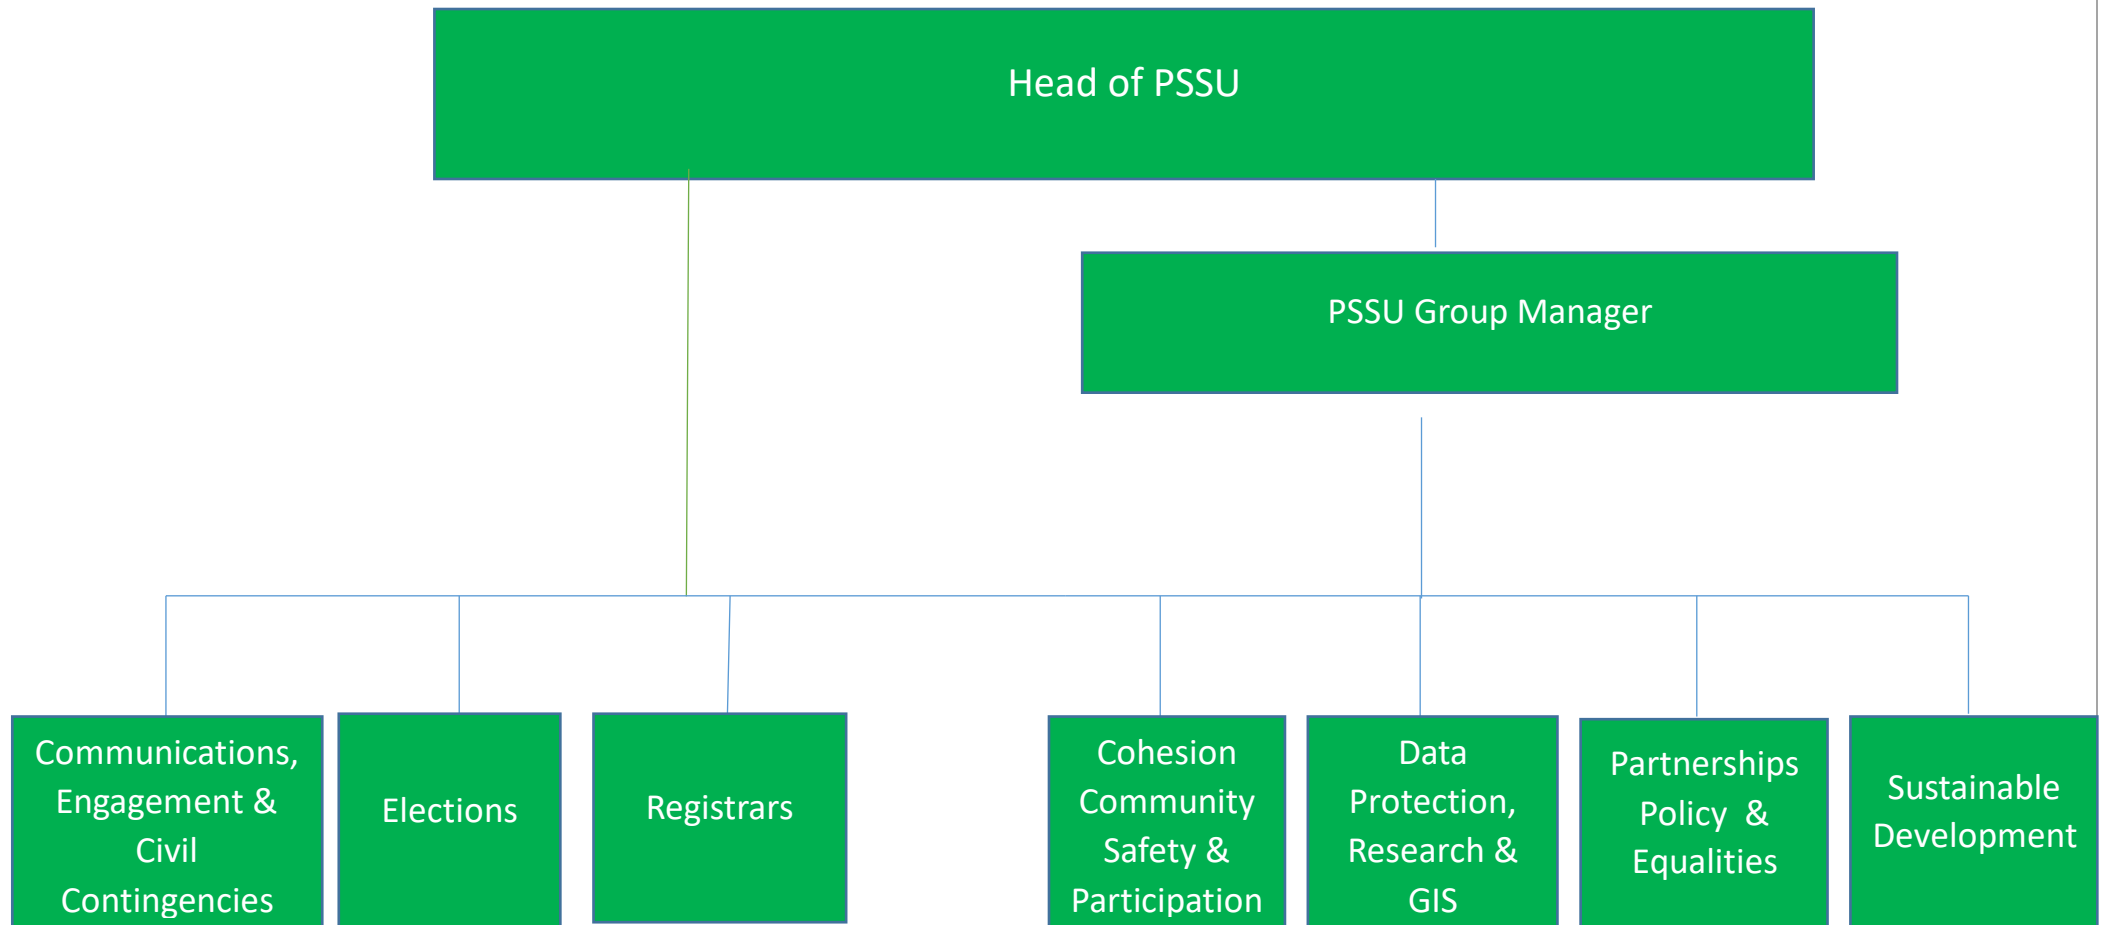 Head of PSSU
PSSU Group Manager
Communications,
Engagement &
Civil
Contingencies
Elections
Registrars
Cohesion
Community
Safety &
Participation
Data
Protection,
Research &
GIS
Partnerships
Policy  &
Equalities
Sustainable
Development